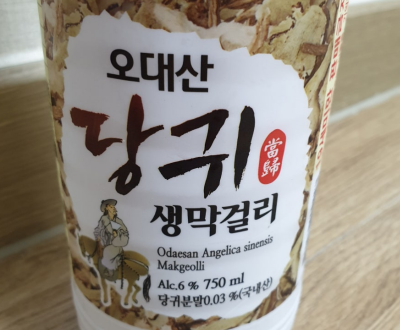 오대산
당귀
當歸
생막걸리
Odaesan Angelica sinensis
Makgeolli
Alc.6 % 750 ml
당귀분말0.03 %(국내산)